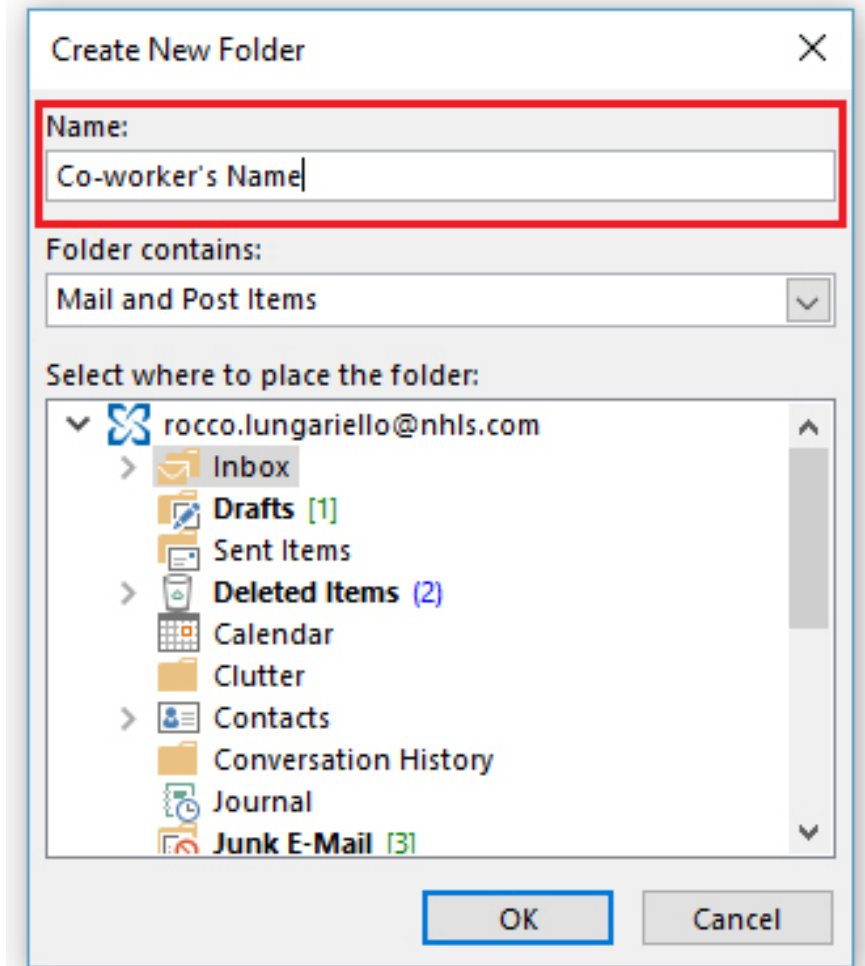 Create New Folder
Name:
Co-worker's Name
Folder contains:
Mail and Post Items
Select where to place the folder:
rocco.lungariello@nhls.com
Inbox
Drafts [1]
Sent Items
Deleted Items (2)
Calendar
Clutter
Contacts
Conversation History
Journal
Junk E-Mail [3]
OK Cancel